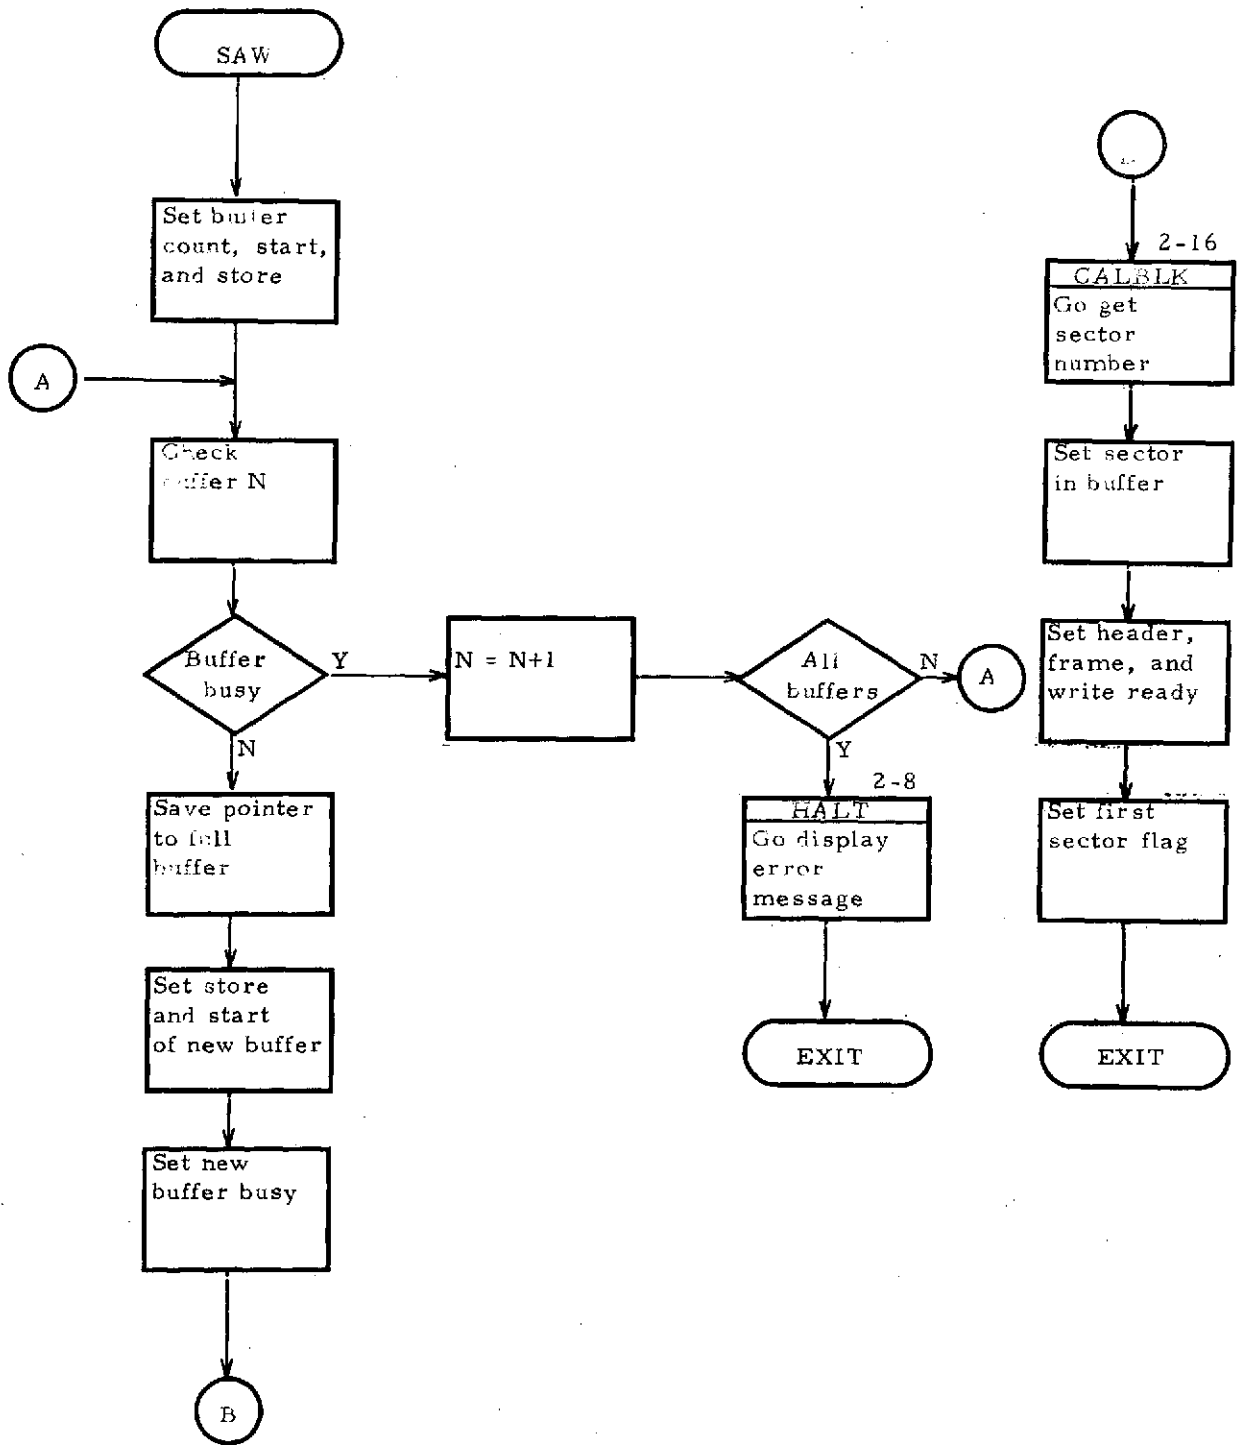 SAW
Set buffer
count, start,
and store
A
Check
buffer N
Buffer
busy
Y
N
N = N+1
All
buffers
N
A
Y
Save pointer
to full
buffer
Set store
and start
of new buffer
Set new
buffer busy
B
2-8
HALT
Go display
error
message
EXIT
2-16
CALBLK
Go get
sector
number
Set sector
in buffer
Set header,
frame, and
write ready
Set first
sector flag
EXIT